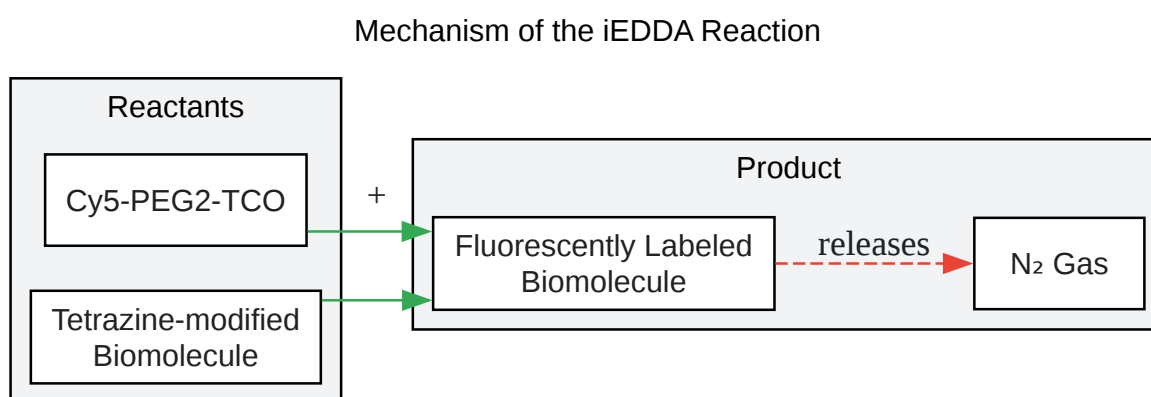 Mechanism of the iEDDA Reaction
Reactants
Cy5-PEG2-TCO
Tetrazine-modified
Biomolecule
+
Product
Fluorescently Labeled
Biomolecule
releases
N₂ Gas